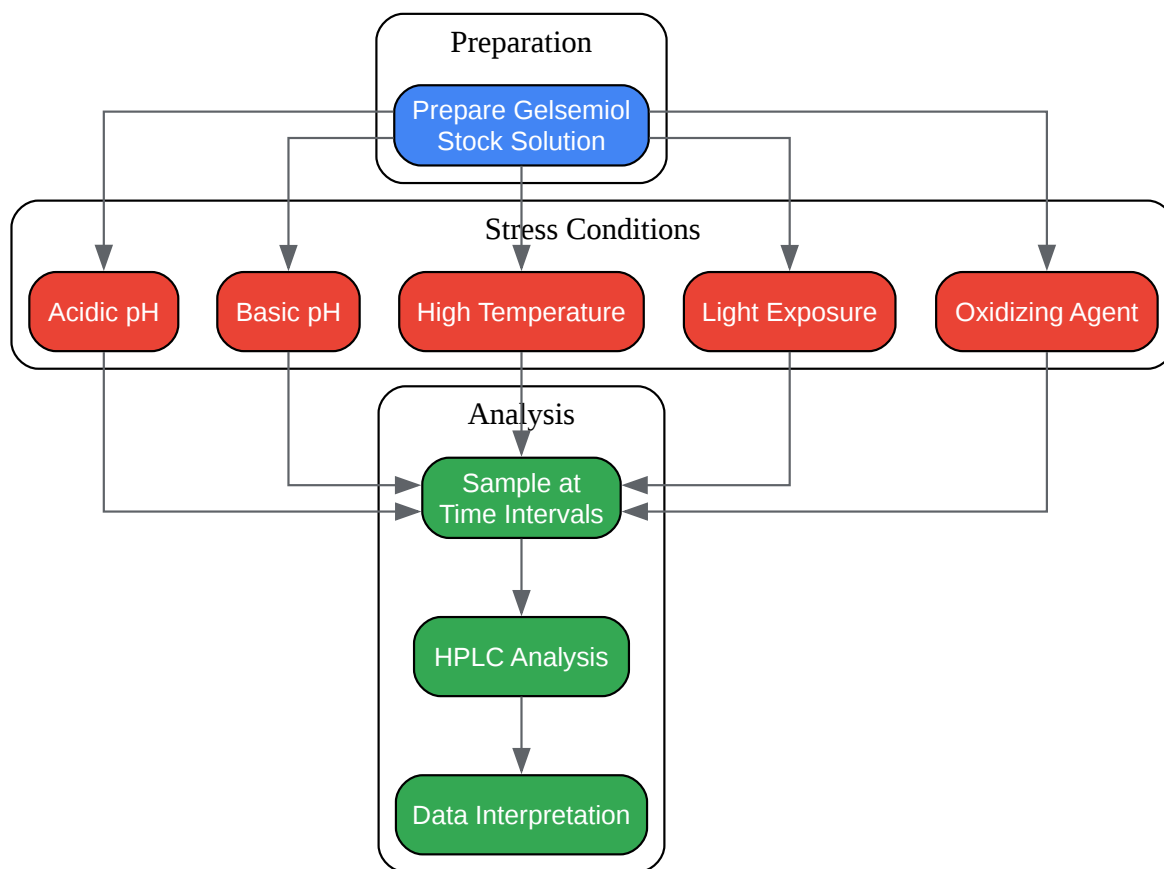 Preparation
Prepare Gelsemiol
Stock Solution
Stress Conditions
Acidic pH
Basic pH
High Temperature
Light Exposure
Oxidizing Agent
Analysis
Sample at
Time Intervals
HPLC Analysis
Data Interpretation